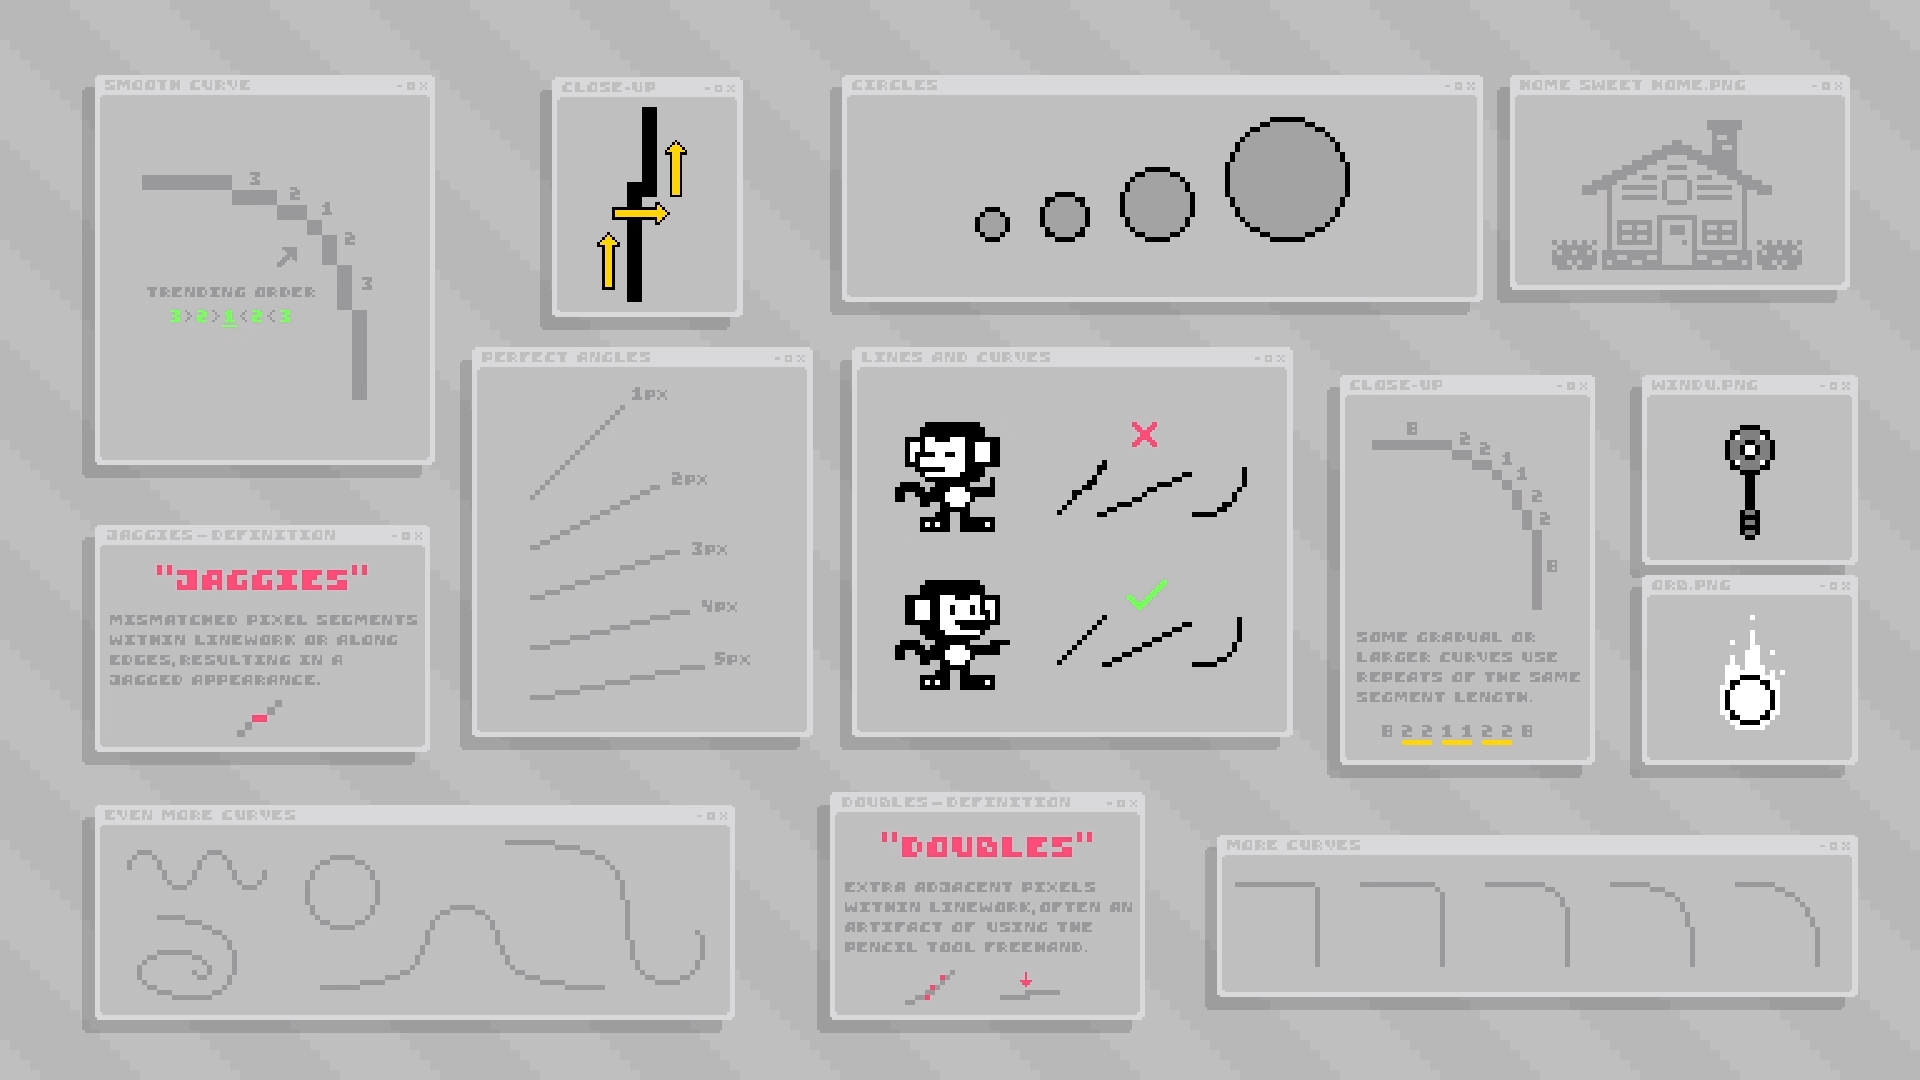 SMOOTH CURVE
3
2
1
2
3
TRENDING ORDER
3>2>1<2<3
CLOSE-UP
CIRCLES
HOME SWEET HOME.PNG
PERFECT ANGLES
1PX
2PX
3PX
4PX
5PX
LINES AND CURVES
CLOSE-UP
8
2
2
1
1
2
2
8
SOME GRADUAL OR
LARGER CURVES USE
REPEATS OF THE SAME
SEGMENT LENGTH.
8 2 2 1 1 2 2 8
WINDU.PNG
ORB.PNG
JAGGIES-DEFINITION
"JAGGIES"
MISMATCHED PIXEL SEGMENTS
WITHIN LINEWORK OR ALONG
EDGES, RESULTING IN A
JAGGED APPEARANCE.
EVEN MORE CURVES
DOUBLES-DEFINITION
"DOUBLES"
EXTRA ADJACENT PIXELS
WITHIN LINEWORK, OFTEN AN
ARTIFACT OF USING THE
PENCIL TOOL FREEHAND.
MORE CURVES